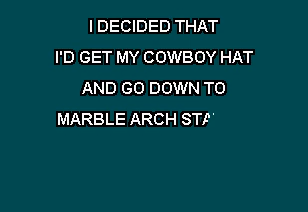 I DECIDED THAT
I'D GET MY COWBOY HAT
AND GO DOWN TO
MARBLE ARCH